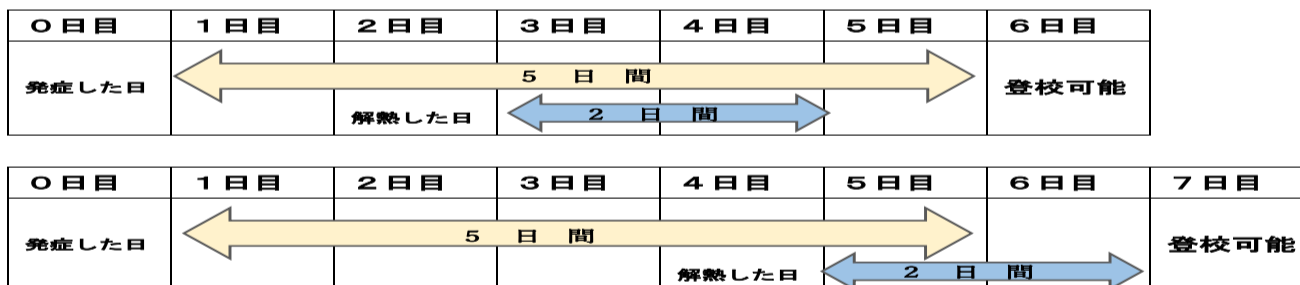 ０日目 １日目 ２日目 ３日目 ４日目 ５日目 ６日目
５　日　間
発症した日 登校可能
解熱した日 ２　日　間
０日目 １日目 ２日目 ３日目 ４日目 ５日目 ６日目 ７日目
５　日　間
発症した日 登校可能
解熱した日 ２　日　間